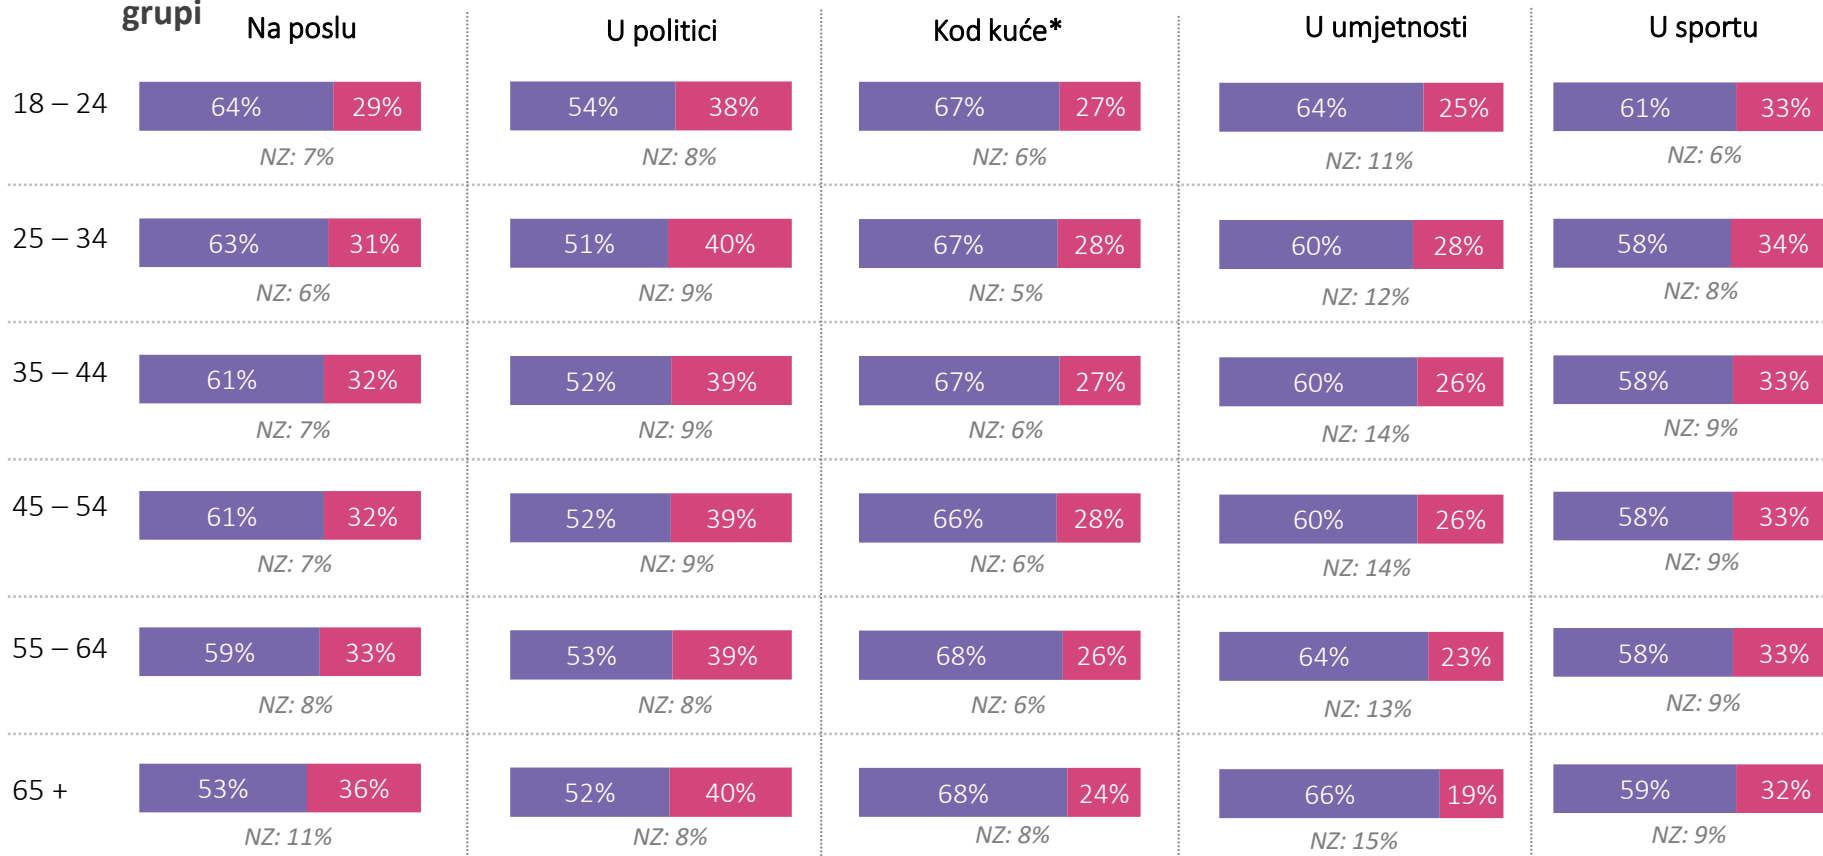 grupi
Na poslu U politici Kod kuće* U umjetnosti U sportu
18 – 24 64% 29% 54% 38% 67% 27% 64% 25% 61% 33%
NZ: 7% NZ: 8% NZ: 6% NZ: 11% NZ: 6%
25 – 34 63% 31% 51% 40% 67% 28% 60% 28% 58% 34%
NZ: 6% NZ: 9% NZ: 5% NZ: 12% NZ: 8%
35 – 44 61% 32% 52% 39% 67% 27% 60% 26% 58% 33%
NZ: 7% NZ: 9% NZ: 6% NZ: 14% NZ: 9%
45 – 54 61% 32% 52% 39% 66% 28% 60% 26% 58% 33%
NZ: 7% NZ: 9% NZ: 6% NZ: 14% NZ: 9%
55 – 64 59% 33% 53% 39% 68% 26% 64% 23% 58% 33%
NZ: 8% NZ: 8% NZ: 6% NZ: 13% NZ: 9%
65 + 53% 36% 52% 40% 68% 24% 66% 19% 59% 32%
NZ: 11% NZ: 8% NZ: 8% NZ: 15% NZ: 9%